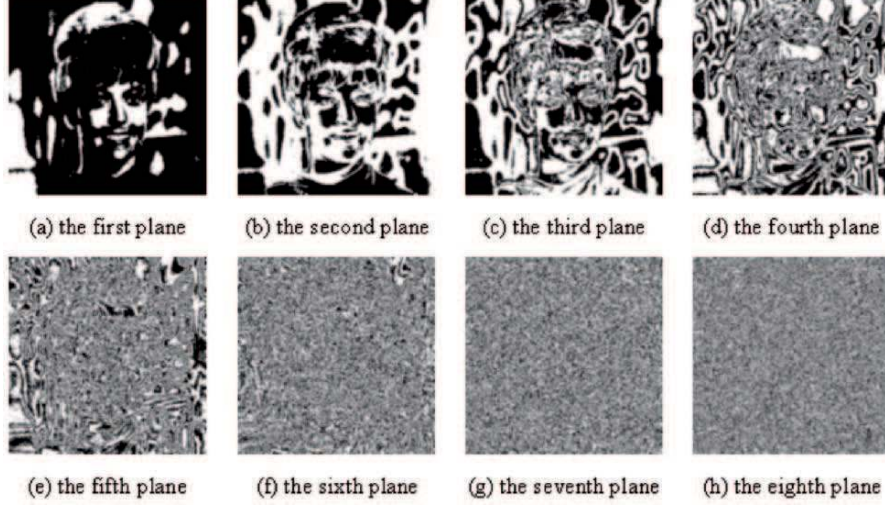 (a) the first plane
(b) the second plane
(c) the third plane
(d) the fourth plane
(e) the fifth plane
(f) the sixth plane
(g) the seventh plane
(h) the eighth plane